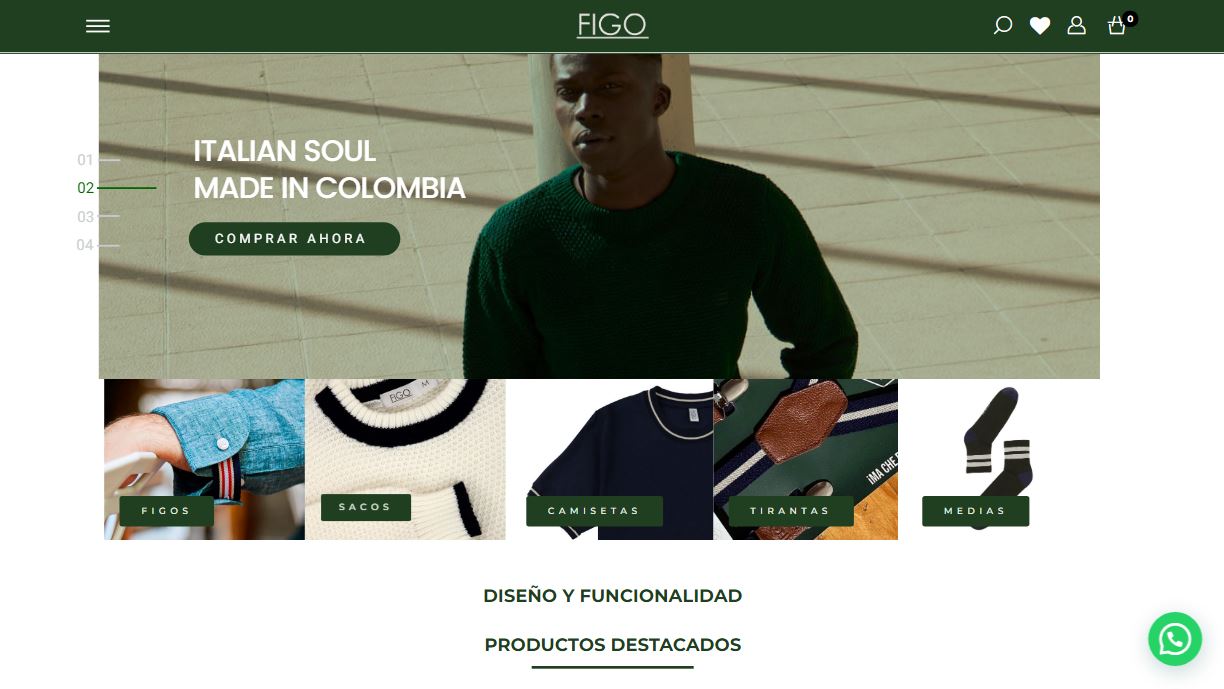 FIGO
0
ITALIAN SOUL
MADE IN COLOMBIA
01
02
03
04
COMPRAR AHORA
FIGO
M
¡MA CHE
FIGOS
SACOS
CAMISETAS
TIRANTAS
MEDIAS
DISEÑO Y FUNCIONALIDAD
PRODUCTOS DESTACADOS